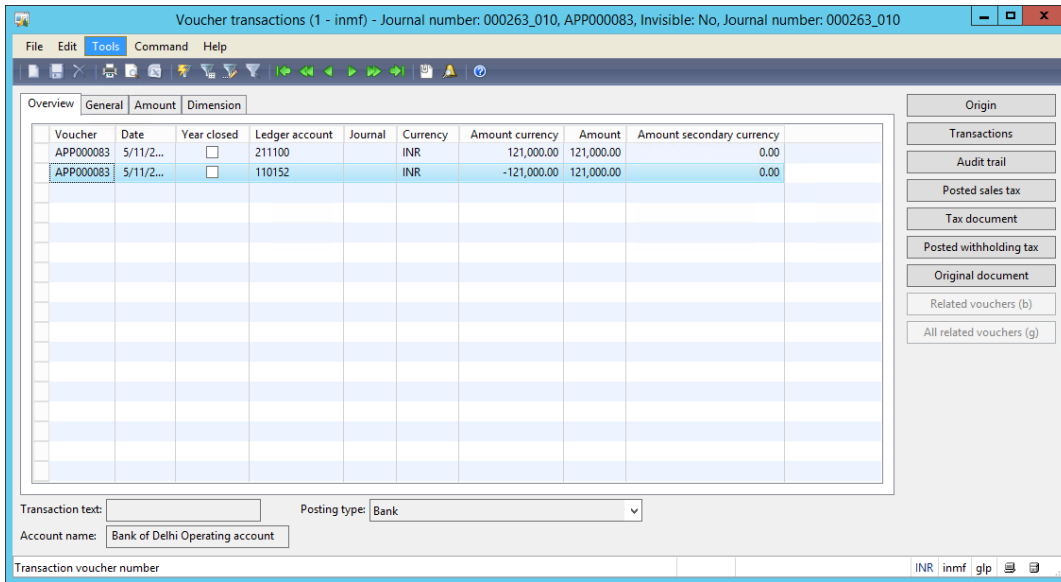 Voucher transactions (1 - inmf) - Journal number: 000263_010, APP000083, Invisible: No, Journal number: 000263_010
File Edit Tools Command Help
Overview General Amount Dimension
Voucher Date Year closed Ledger account Journal Currency Amount currency Amount Amount secondary currency
APP000083 5/11/2... 211100 INR 121,000.00 121,000.00 0.00
APP000083 5/11/2... 110152 INR -121,000.00 121,000.00 0.00
Origin
Transactions
Audit trail
Posted sales tax
Tax document
Posted withholding tax
Original document
Related vouchers (b)
All related vouchers (g)
Transaction text: Posting type: Bank
Account name: Bank of Delhi Operating account
Transaction voucher number INR inmf glp